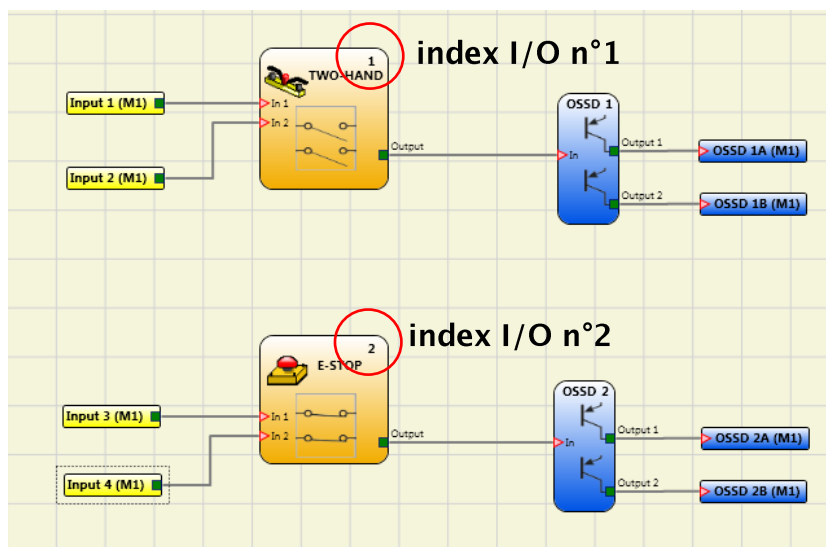 1
index I/O n°1
TWO-HAND
Input 1 (M1)
In 1
In 2
Input 2 (M1)
Output
OSSD 1
In
Output 1
OSSD 1A (M1)
Output 2
OSSD 1B (M1)
2
index I/O n°2
E-STOP
Input 3 (M1)
In 1
In 2
Input 4 (M1)
Output
OSSD 2
In
Output 1
OSSD 2A (M1)
Output 2
OSSD 2B (M1)